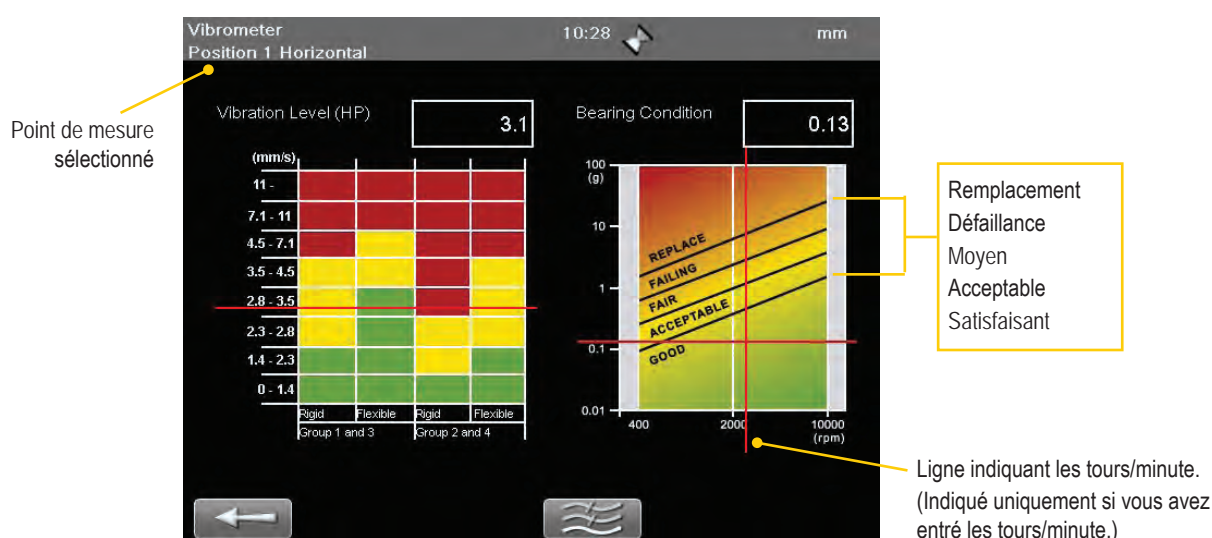 Vibrometer
10:28
mm
Position 1 Horizontal
Point de mesure
sélectionné
Vibration Level (HP)
3.1
(mm/s)
11 -
7.1 - 11
4.5 - 7.1
3.5 - 4.5
2.8 - 3.5
2.3 - 2.8
1.4 - 2.3
0 - 1.4
Rigid
Flexible
Rigid
Flexible
Group 1 and 3
Group 2 and 4
Bearing Condition
0.13
100
(g)
10
1
0.1
0.01
REPLACE
FAILING
FAIR
ACCEPTABLE
GOOD
400
2000
10000
(rpm)
Remplacement
Défaillance
Moyen
Acceptable
Satisfaisant
Ligne indiquant les tours/minute.
(Indiqué uniquement si vous avez
entré les tours/minute.)